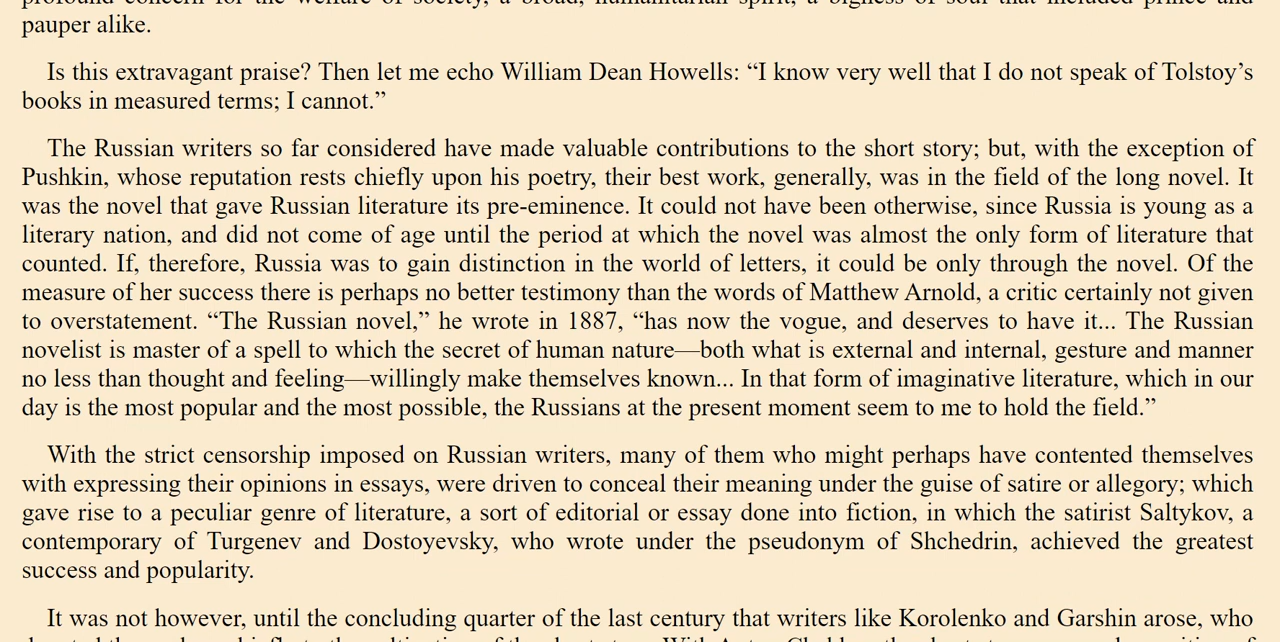 profound concern for the welfare of society, a broad, humanitarian spirit, a bigness of soul that included prince and
pauper alike.
Is this extravagant praise? Then let me echo William Dean Howells: “I know very well that I do not speak of Tolstoy’s
books in measured terms; I cannot.”
The Russian writers so far considered have made valuable contributions to the short story; but, with the exception of
Pushkin, whose reputation rests chiefly upon his poetry, their best work, generally, was in the field of the long novel. It
was the novel that gave Russian literature its pre-eminence. It could not have been otherwise, since Russia is young as a
literary nation, and did not come of age until the period at which the novel was almost the only form of literature that
counted. If, therefore, Russia was to gain distinction in the world of letters, it could be only through the novel. Of the
measure of her success there is perhaps no better testimony than the words of Matthew Arnold, a critic certainly not given
to overstatement. “The Russian novel,” he wrote in 1887, “has now the vogue, and deserves to have it... The Russian
novelist is master of a spell to which the secret of human nature—both what is external and internal, gesture and manner
no less than thought and feeling—willingly make themselves known... In that form of imaginative literature, which in our
day is the most popular and the most possible, the Russians at the present moment seem to me to hold the field.”
With the strict censorship imposed on Russian writers, many of them who might perhaps have contented themselves
with expressing their opinions in essays, were driven to conceal their meaning under the guise of satire or allegory; which
gave rise to a peculiar genre of literature, a sort of editorial or essay done into fiction, in which the satirist Saltykov, a
contemporary of Turgenev and Dostoyevsky, who wrote under the pseudonym of Shchedrin, achieved the greatest
success and popularity.
It was not however, until the concluding quarter of the last century that writers like Korolenko and Garshin arose, who